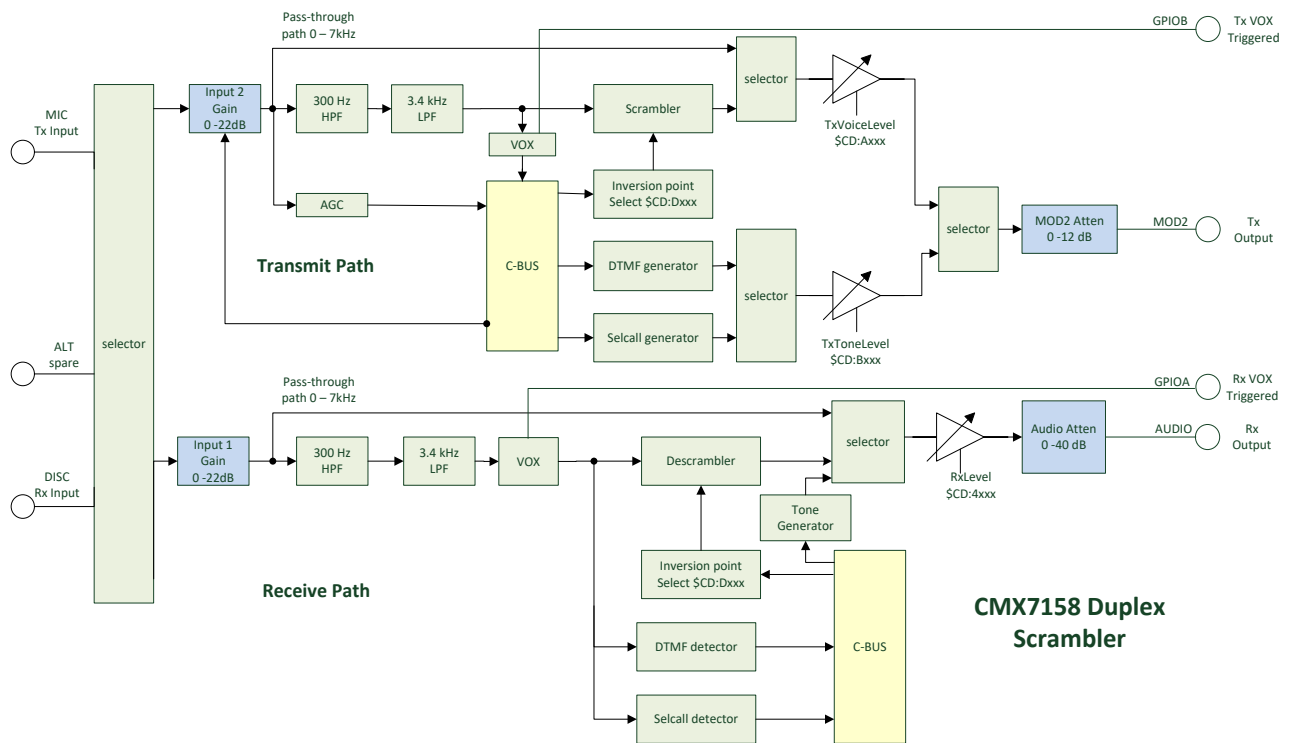 Pass-through
path 0 – 7kHz
GPIOB
Tx VOX
Triggered
MIC
Tx Input
Input 2
Gain
0 -22dB
300 Hz
HPF
3.4 kHz
LPF
Scrambler
selector
TxVoiceLevel
$CD:Axxx
VOX
AGC
Inversion point
Select $CD:Dxxx
selector
MOD2 Atten
0 -12 dB
MOD2
Tx
Output
Transmit Path
C-BUS
DTMF generator
selector
Selcall generator
TxToneLevel
$CD:Bxxx
ALT
spare
selector
Pass-through
path 0 – 7kHz
GPIOA
Rx VOX
Triggered
Input 1
Gain
0 -22dB
300 Hz
HPF
3.4 kHz
LPF
VOX
Descrambler
selector
RxLevel
$CD:4xxx
Audio Atten
0 -40 dB
AUDIO
Rx
Output
DISC
Rx Input
Tone
Generator
Receive Path
Inversion point
Select $CD:Dxxx
C-BUS
DTMF detector
Selcall detector
CMX7158 Duplex
Scrambler